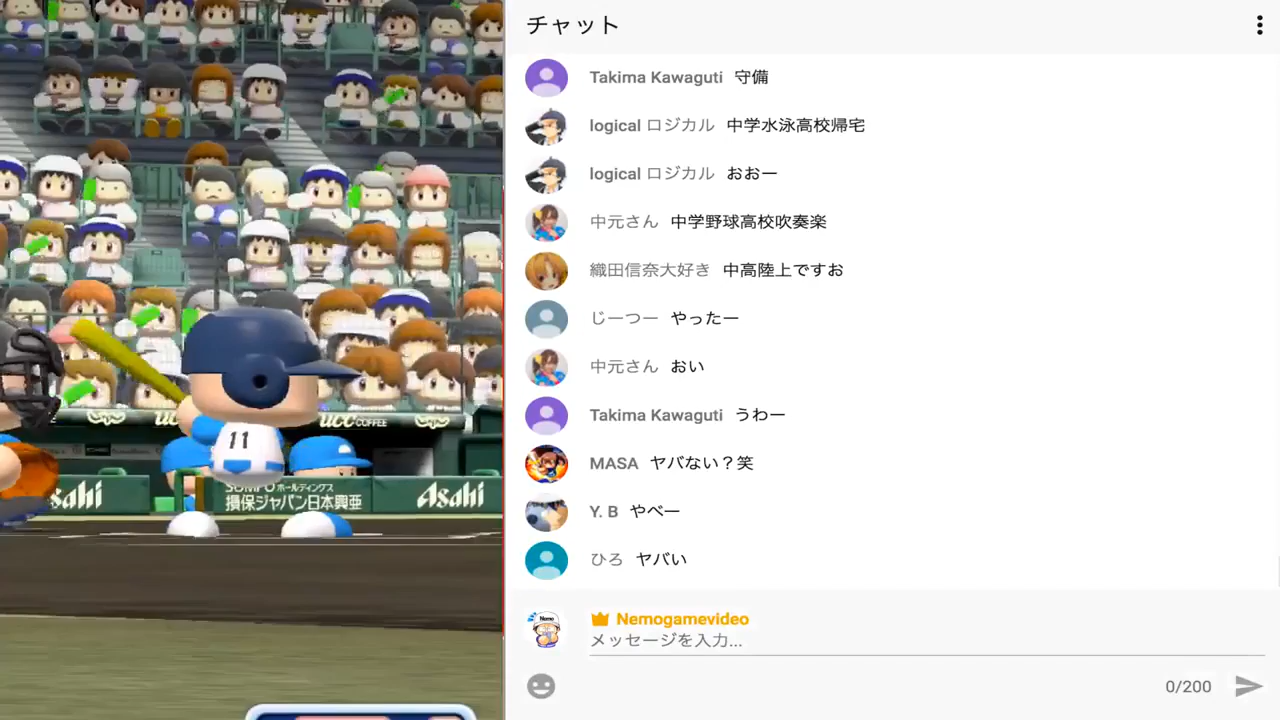 チャット
Takima Kawaguti 守備
logical ロジカル 中学水泳高校帰宅
logical ロジカル おおー
中元さん 中学野球高校吹奏楽
織田信奈大好き 中高陸上ですお
じーつー やったー
中元さん おい
Takima Kawaguti うわー
MASA ヤバない？笑
Y. B やべー
ひろ ヤバい
Nemogamevideo
メッセージを入力...
0/200
UCC COFFEE
11
SOMPOホールディングス
損保ジャパン日本興亜
Asahi